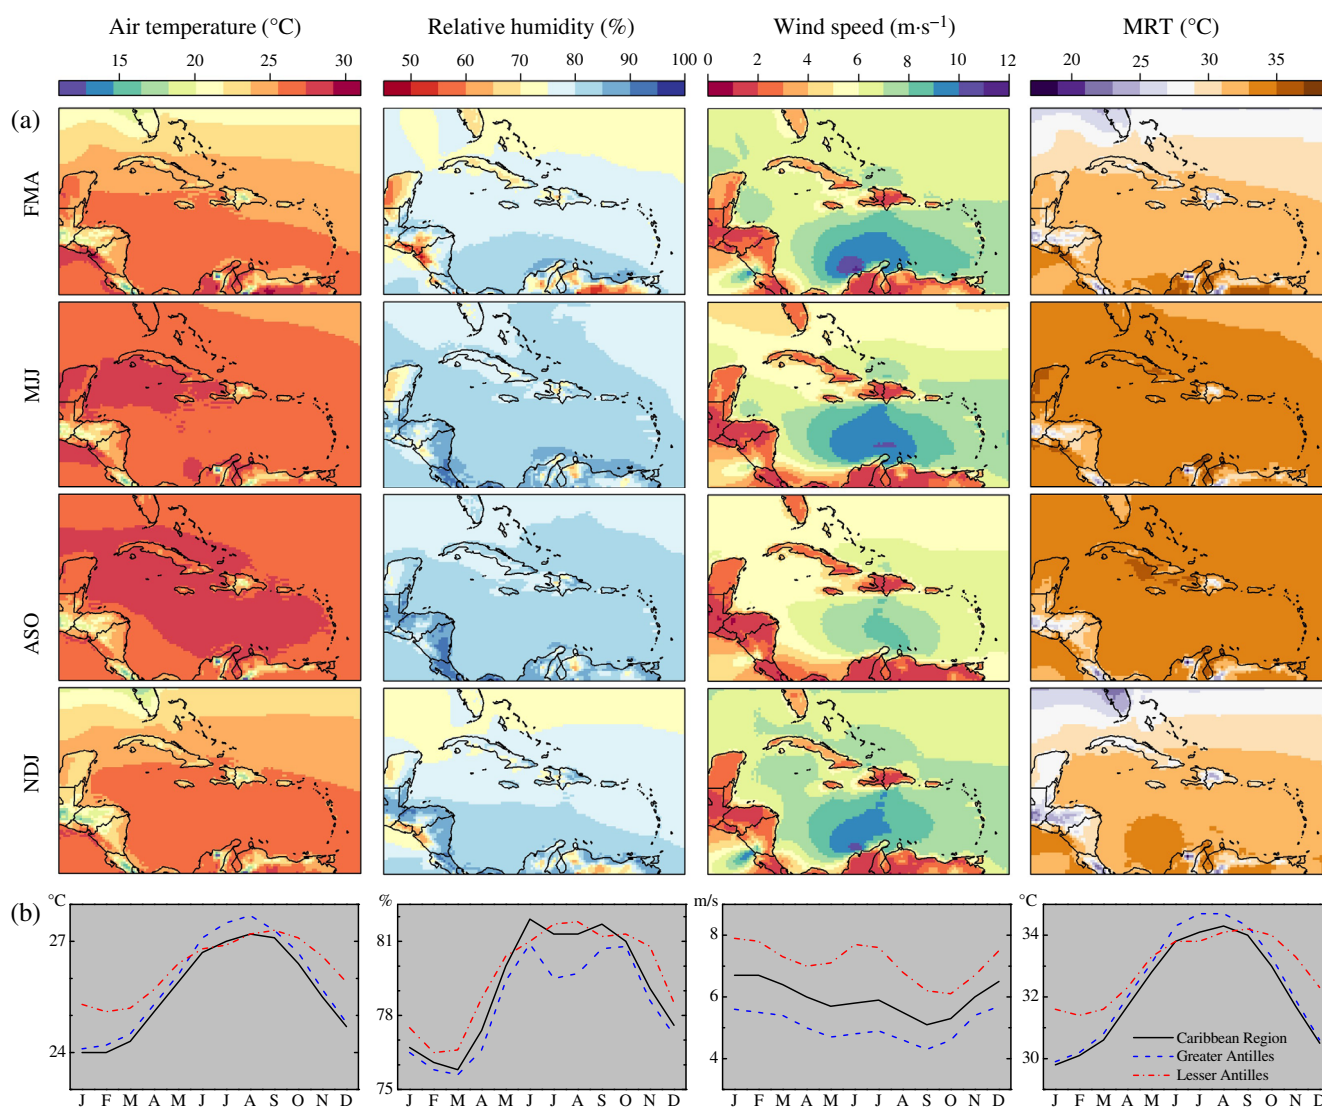 Air temperature (°C) Relative humidity (%) Wind speed (m·s⁻¹) MRT (°C)
15 20 25 30 50 60 70 80 90 100 0 2 4 6 8 10 12 20 25 30 35
(a)
FMA
MJJ
ASO
NDJ
(b)
°C % m/s °C
27 81 8 34
6 32
78
24 4 30
75
Caribbean Region
Greater Antilles
Lesser Antilles
J F M A M J J A S O N D J F M A M J J A S O N D J F M A M J J A S O N D J F M A M J J A S O N D